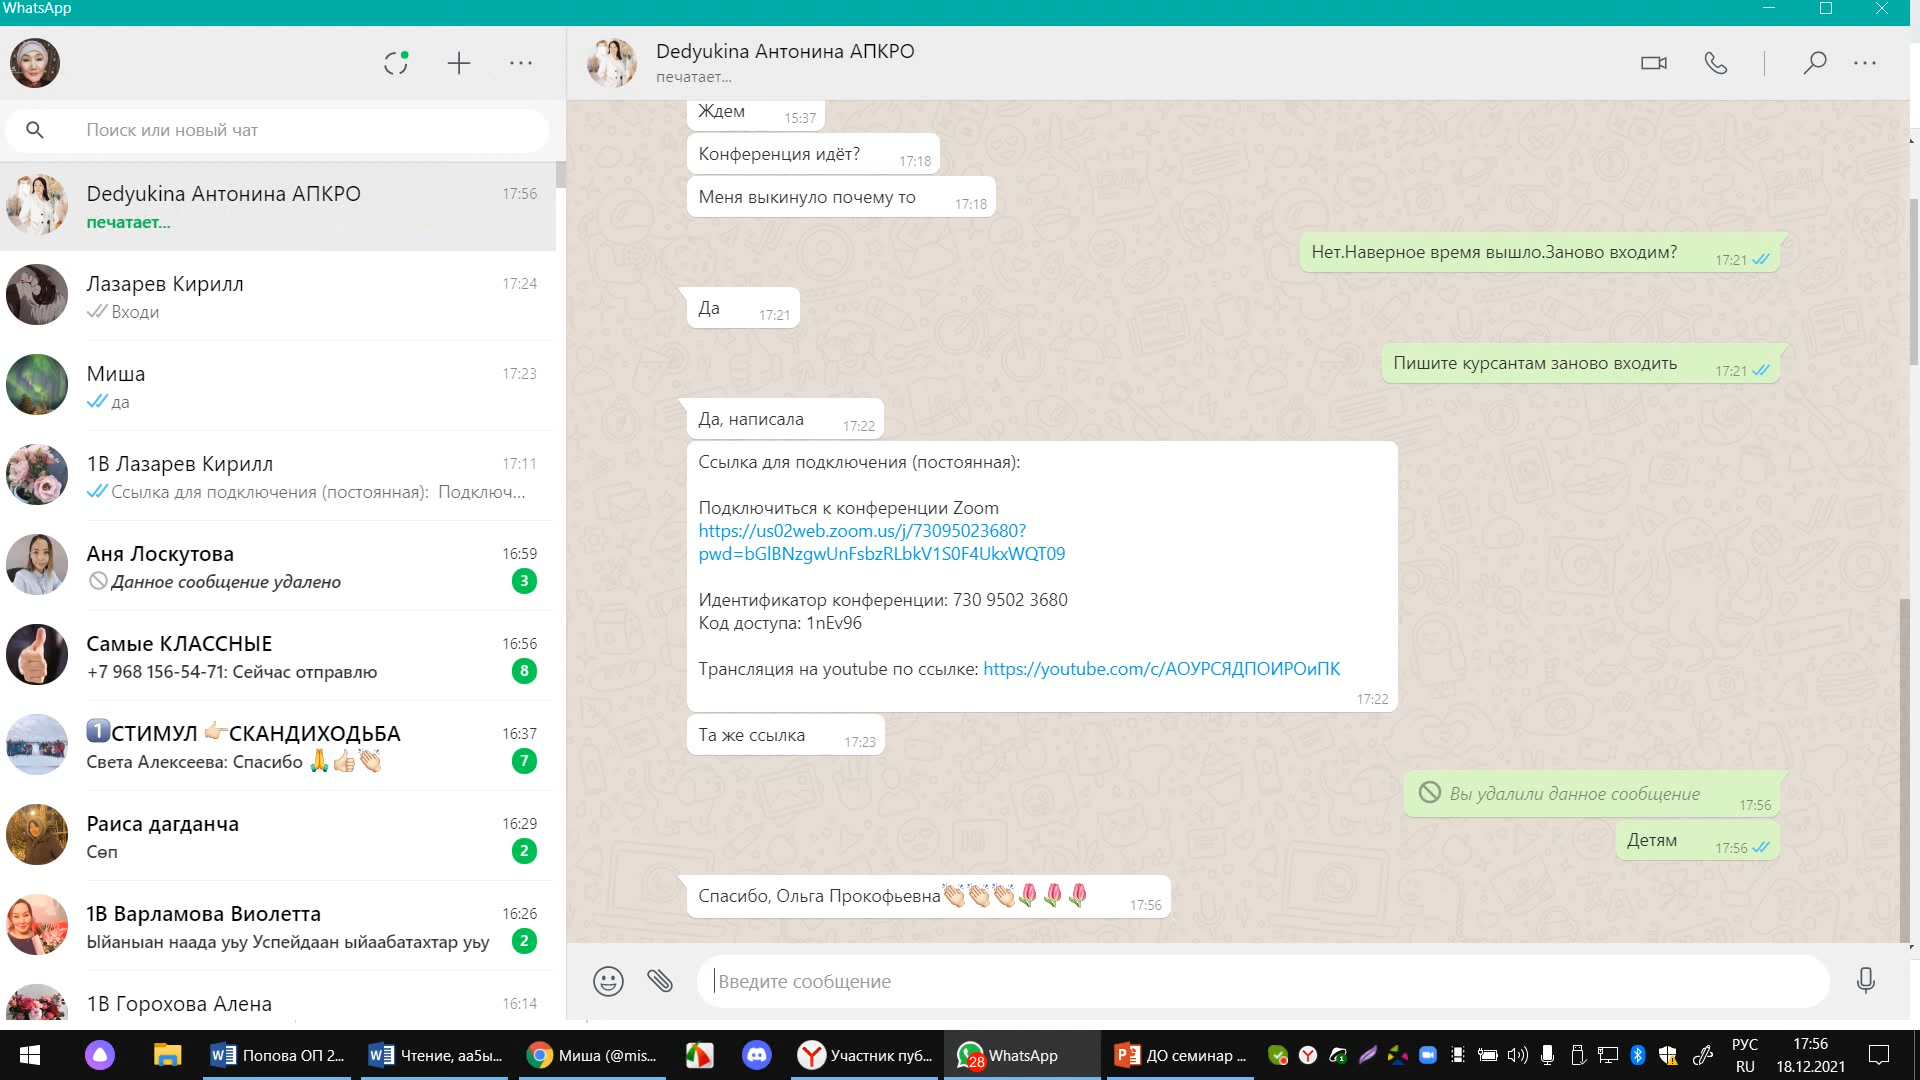 WhatsApp
Поиск или новый чат
Dedyukina Антонина АПКРО
17:56
печатает...
Лазарев Кирилл
17:24
Входи
Миша
17:23
да
1В Лазарев Кирилл
17:11
Ссылка для подключения (постоянная): Подключ...
Аня Лоскутова
16:59
Данное сообщение удалено
3
Самые КЛАССНЫЕ
16:56
+7 968 156-54-71: Сейчас отправлю
8
1️⃣СТИМУЛ 👉🏻СКАНДИХОДЬБА
16:37
Света Алексеева: Спасибо 🙏👍🏻👏🏻
7
Раиса дагданча
16:29
Сөп
2
1В Варламова Виолетта
16:26
Ыйаныан наада уьу Успейдаан ыйаабатахтар уьу
2
1В Горохова Алена
16:14
Dedyukina Антонина АПКРО
печатает...
Ждем
15:37
Конференция идёт?
17:18
Меня выкинуло почему то
17:18
Нет.Наверное время вышло.Заново входим?
17:21
Да
17:21
Пишите курсантам заново входить
17:21
Да, написала
17:22
Ссылка для подключения (постоянная):
Подключиться к конференции Zoom
https://us02web.zoom.us/j/73095023680?
pwd=bGlBNzgwUnFsbzRLbkV1S0F4UkxWQT09
Идентификатор конференции: 730 9502 3680
Код доступа: 1nEv96
Трансляция на youtube по ссылке: https://youtube.com/c/АОУРСЯДПОИРОиПК
17:22
Та же ссылка
17:23
Вы удалили данное сообщение
17:56
Детям
17:56
Спасибо, Ольга Прокофьевна👏🏻👏🏻👏🏻🌷🌷🌷
17:56
Введите сообщение
Попова ОП 2...
Чтение, аа5ы...
Миша (@mis...
Участник пуб...
28
WhatsApp
ДО семинар ...
РУС
RU
17:56
18.12.2021